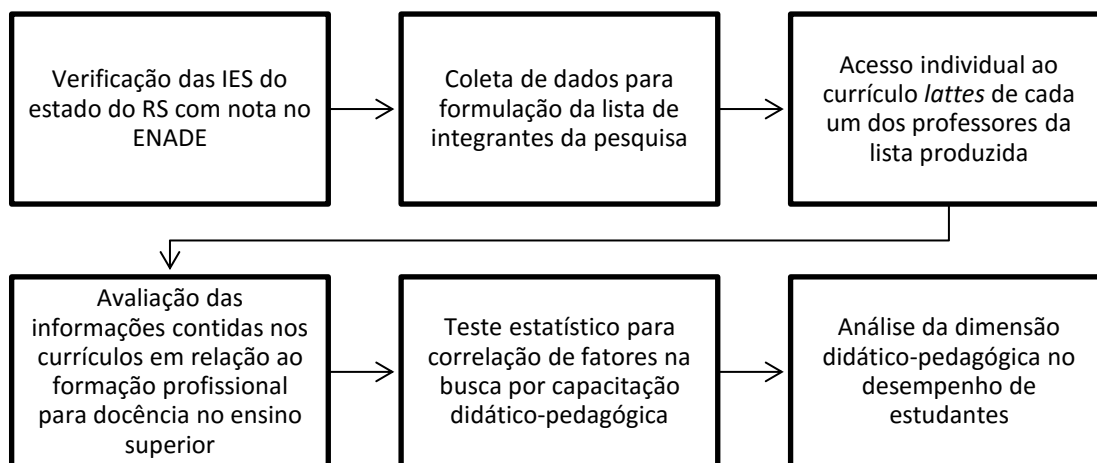 Verificação das IES do
estado do RS com nota no
ENADE
Coleta de dados para
formulação da lista de
integrantes da pesquisa
Acesso individual ao
currículo lattes de cada
um dos professores da
lista produzida
Avaliação das
informações contidas nos
currículos em relação ao
formação profissional
para docência no ensino
superior
Teste estatístico para
correlação de fatores na
busca por capacitação
didático-pedagógica
Análise da dimensão
didático-pedagógica no
desempenho de
estudantes